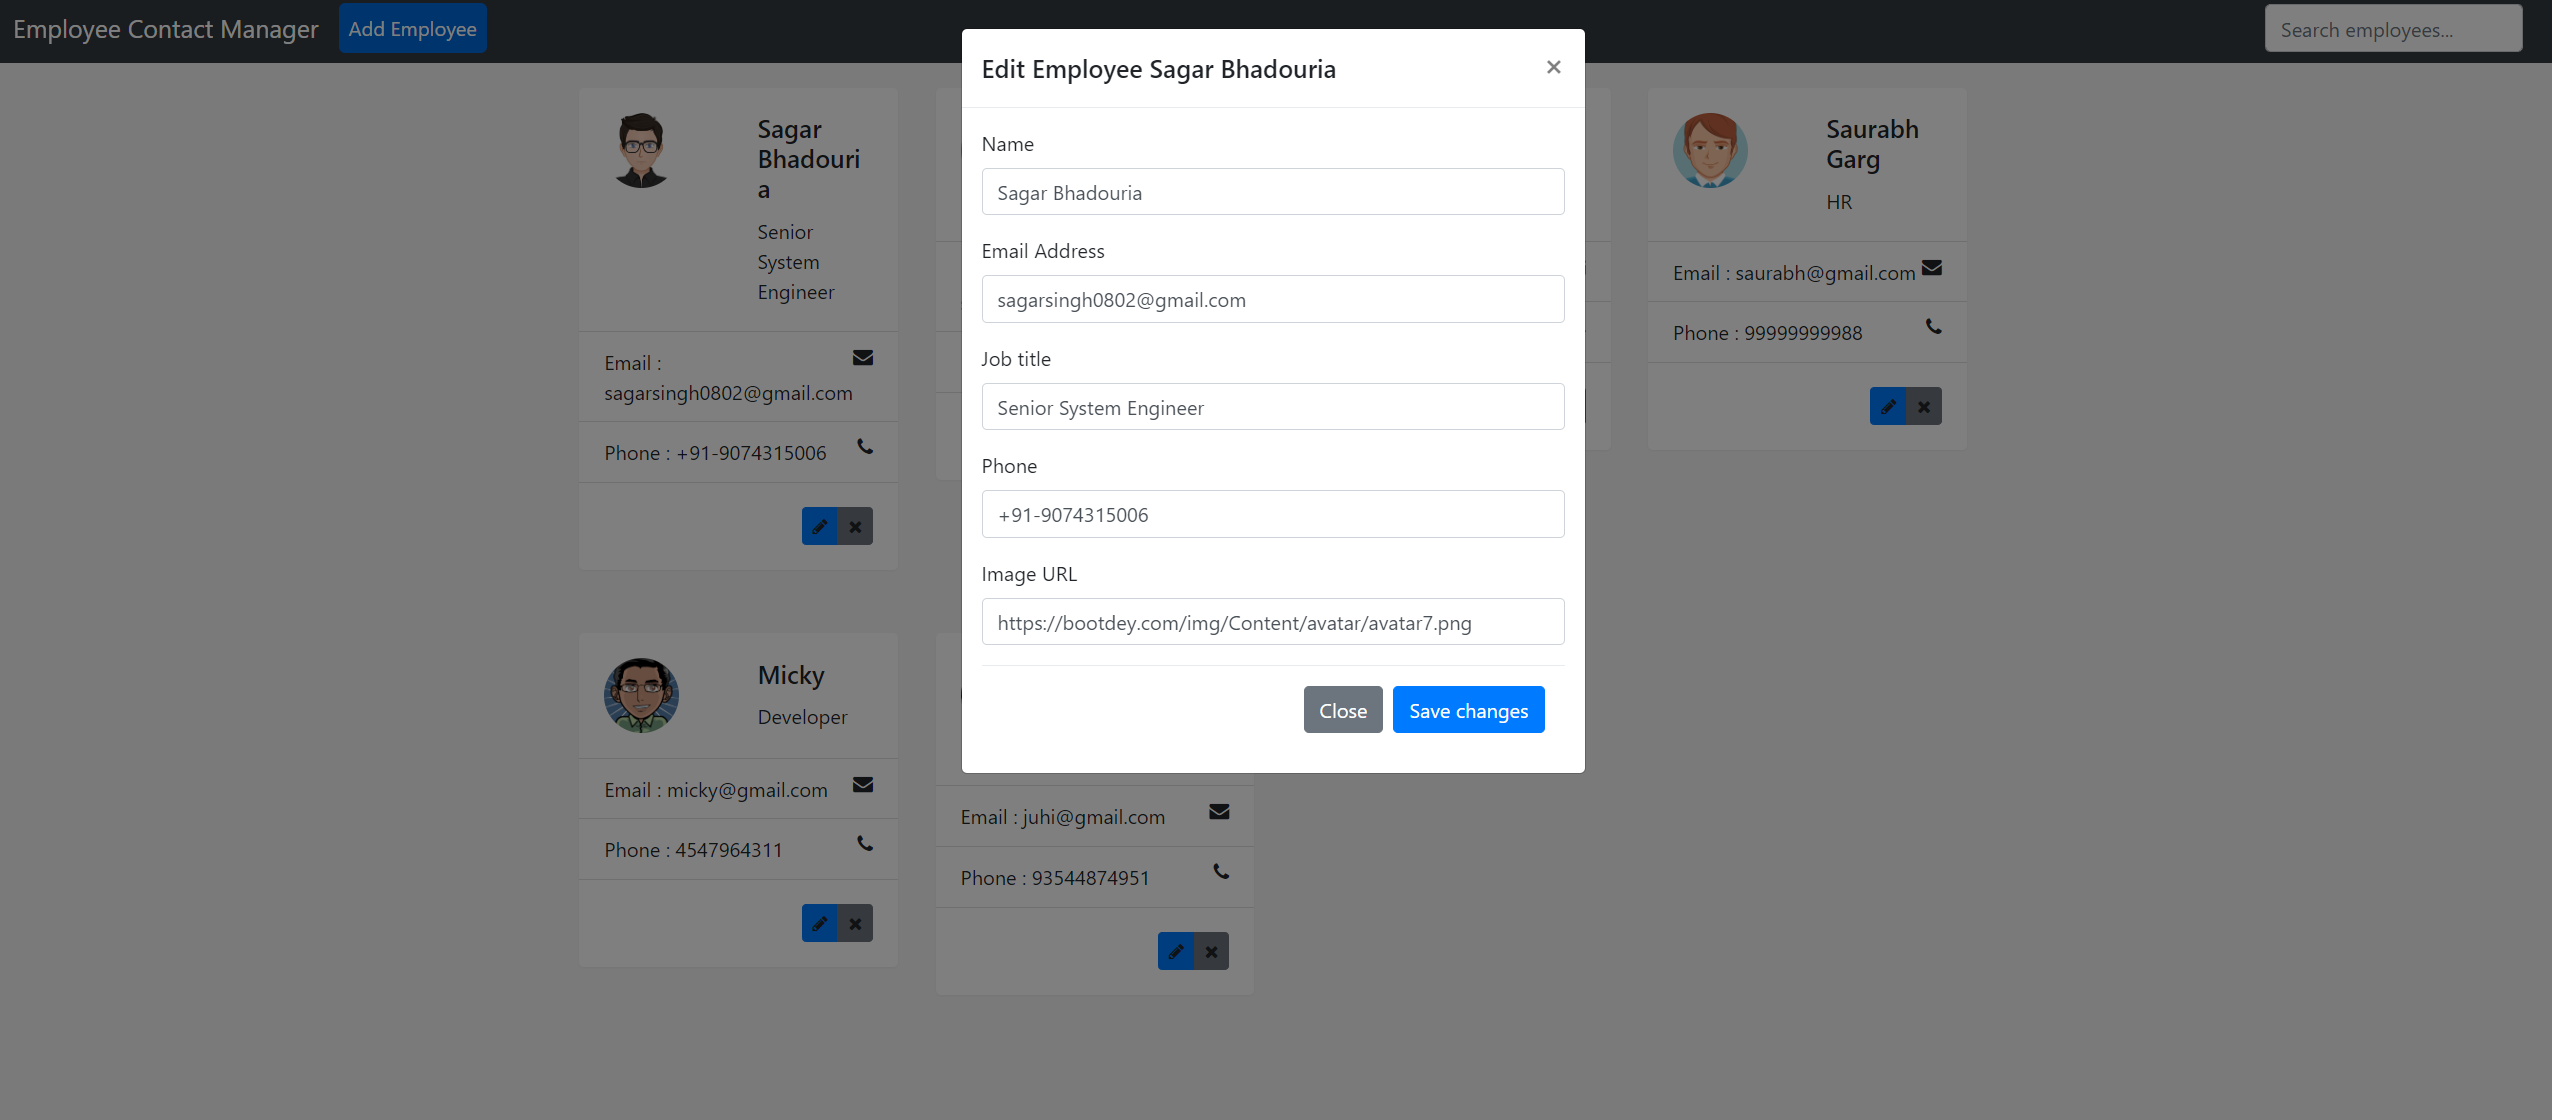 Employee Contact Manager
Add Employee
Search employees...
Edit Employee Sagar Bhadouria
×
Name
Sagar Bhadouria
Email Address
sagarsingh0802@gmail.com
Job title
Senior System Engineer
Phone
+91-9074315006
Image URL
https://bootdey.com/img/Content/avatar/avatar7.png
Close
Save changes
Sagar
Bhadouri
a
Senior
System
Engineer
Email :
sagarsingh0802@gmail.com
Phone : +91-9074315006
Saurabh
Garg
HR
Email : saurabh@gmail.com
Phone : 99999999988
Micky
Developer
Email : micky@gmail.com
Phone : 4547964311
Email : juhi@gmail.com
Phone : 93544874951